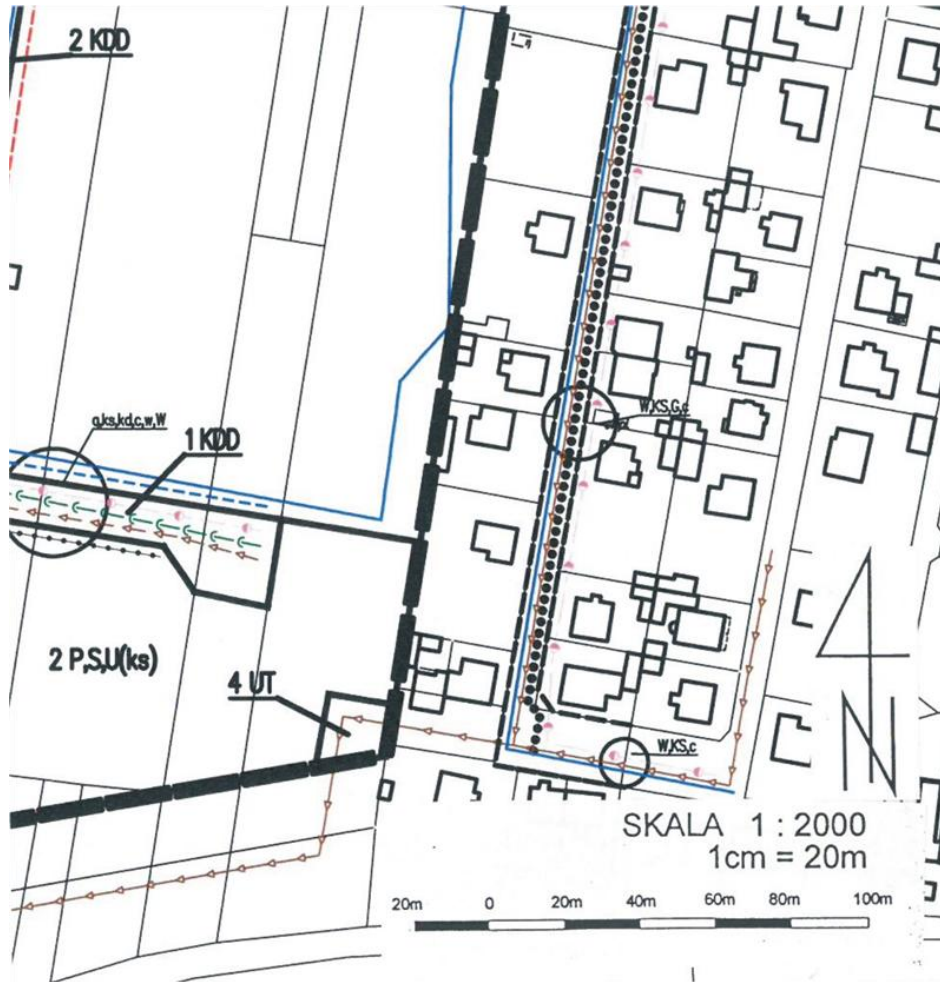 2 KDD
W,KS,G,c
g,ks,kd,c,w,W
1 KDD
2 P,S,U(ks)
4 UT
W,KS,c
N
SKALA 1 : 2000
1cm = 20m
20m 0 20m 40m 60m 80m 100m